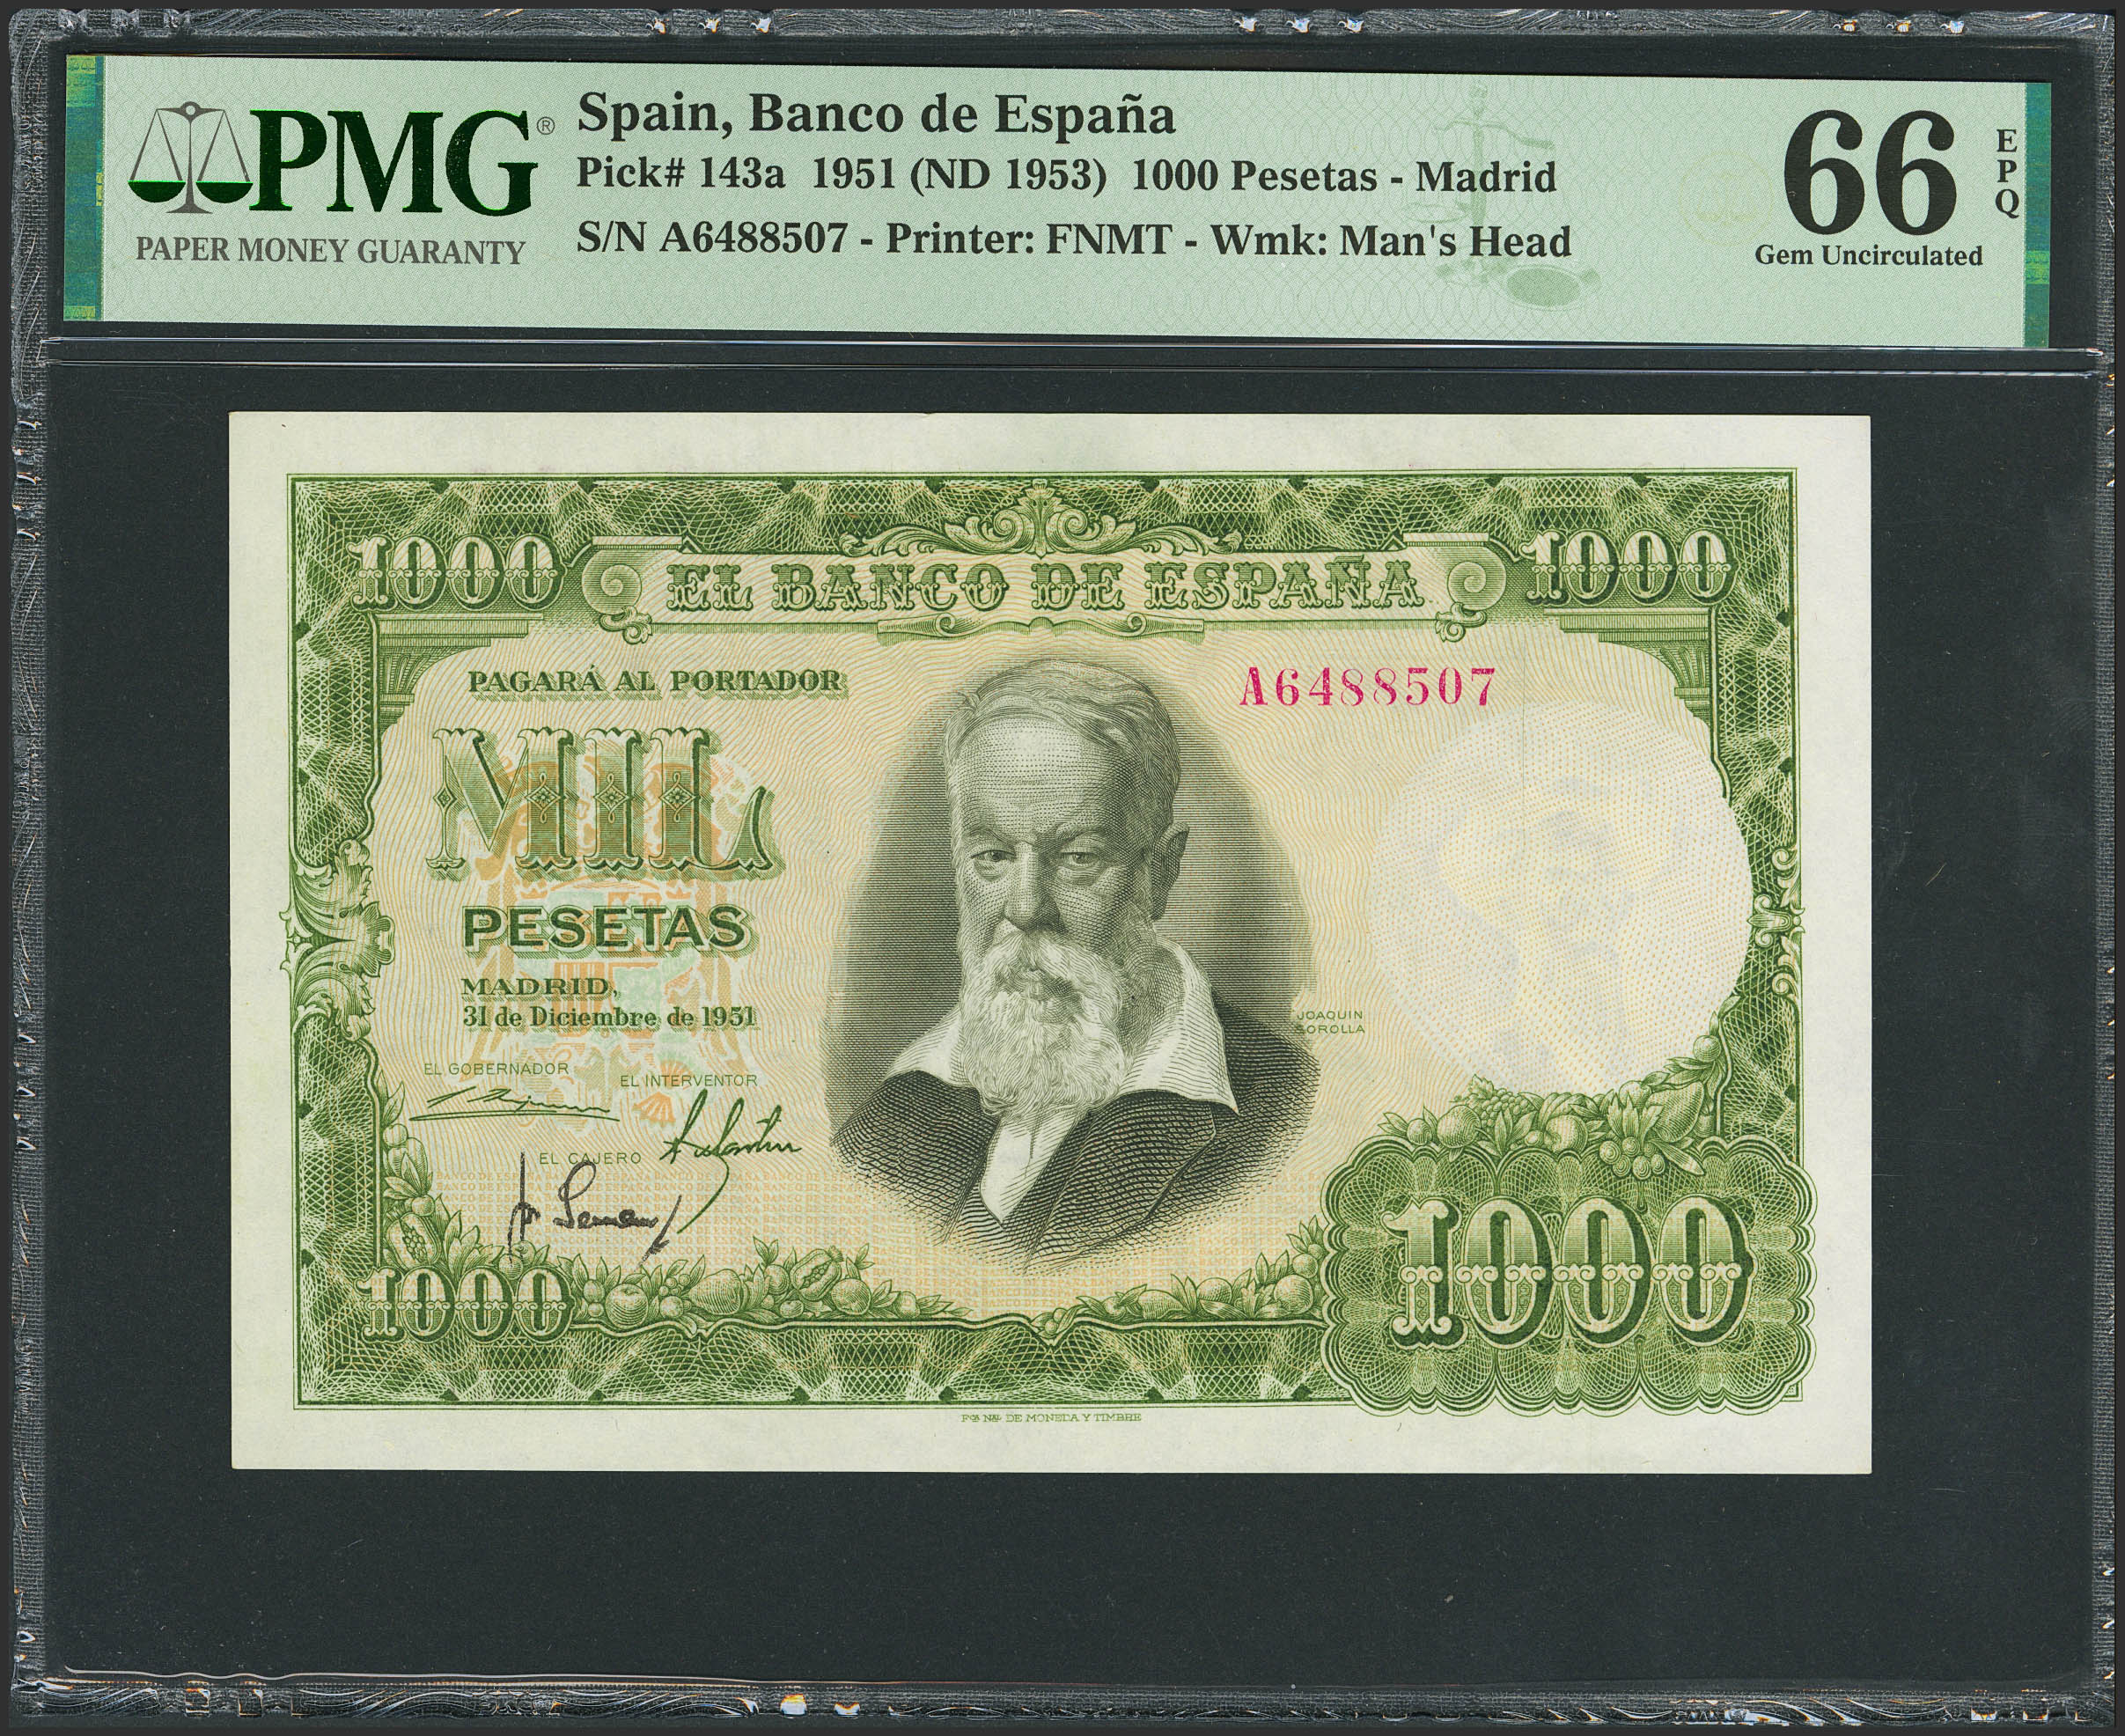 PMG®
PAPER MONEY GUARANTY
Spain, Banco de España
Pick# 143a 1951 (ND 1953) 1000 Pesetas - Madrid
S/N A6488507 - Printer: FNMT - Wmk: Man's Head
66
EPQ
Gem Uncirculated
1000
EL BANCO DE ESPAÑA
1000
PAGARÁ AL PORTADOR
A6488507
MIL
PESETAS
MADRID,
31 de Diciembre de 1951
JOAQUIN
SOROLLA
EL GOBERNADOR
EL INTERVENTOR
EL CAJERO
1000
1000
FCA. NAL. DE MONEDA Y TIMBRE